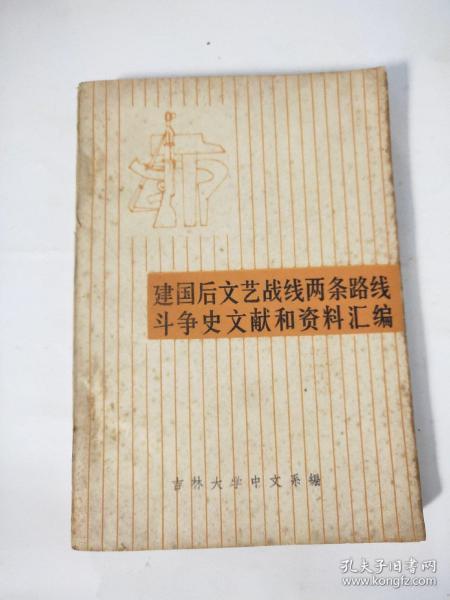 建国后文艺战线两条路线
斗争史文献和资料汇编
吉林大学中文系编
孔夫子旧书网
www.kongfz.com